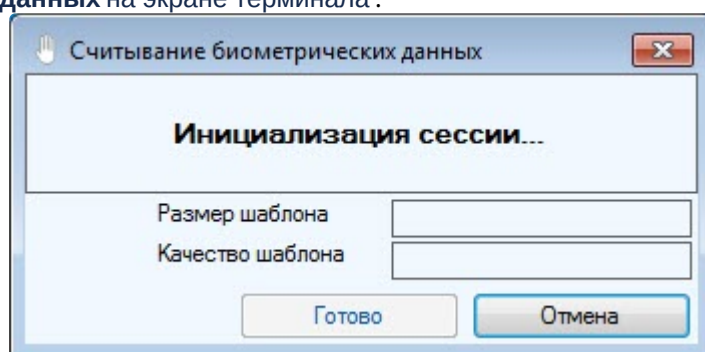 данных на экране терминала .
Считывание биометрических данных
Инициализация сессии...
Размер шаблона
Качество шаблона
Готово Отмена